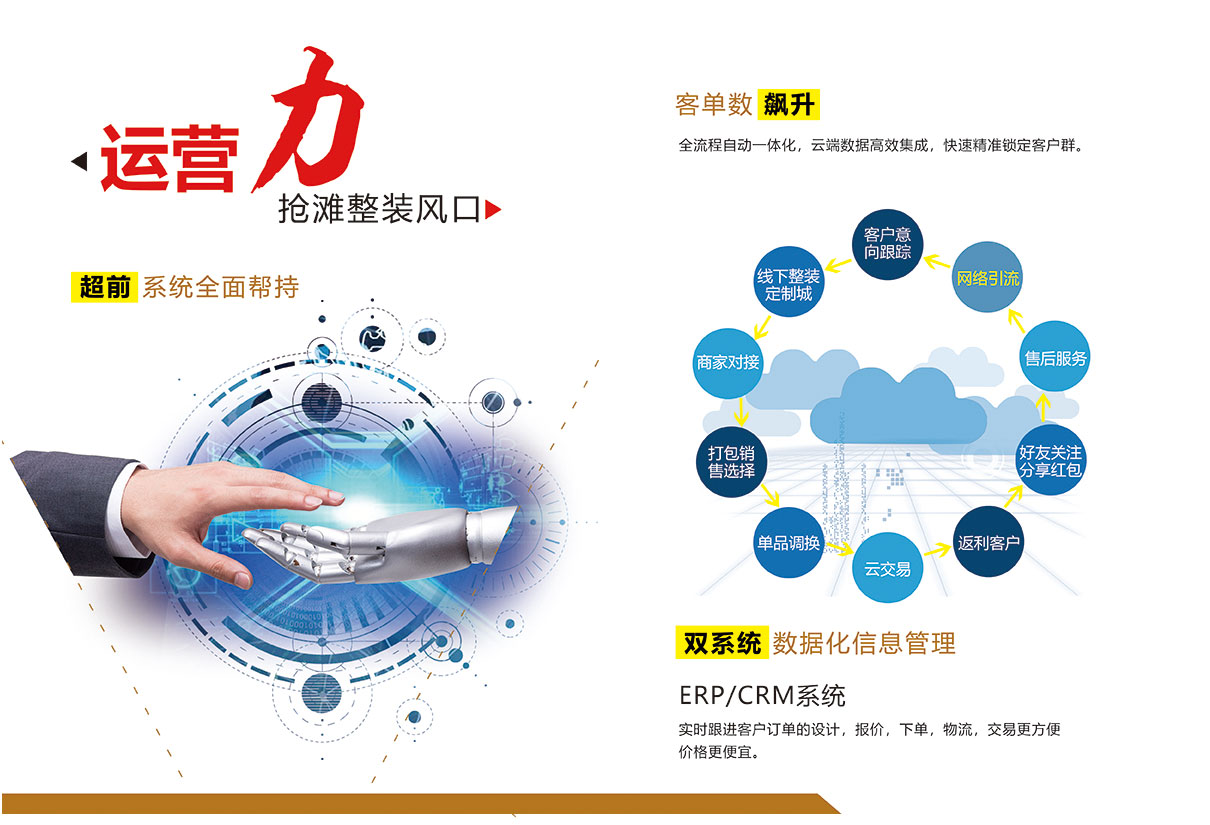 运营力
抢滩整装风口
超前 系统全面帮持
客单数 飙升
全流程自动一体化，云端数据高效集成，快速精准锁定客户群。
客户意
向跟踪
线下整装
定制城
网络引流
商家对接
售后服务
打包销
售选择
好友关注
分享红包
单品调换
云交易
返利客户
双系统 数据化信息管理
ERP/CRM系统
实时跟进客户订单的设计，报价，下单，物流，交易更方便
价格更便宜。